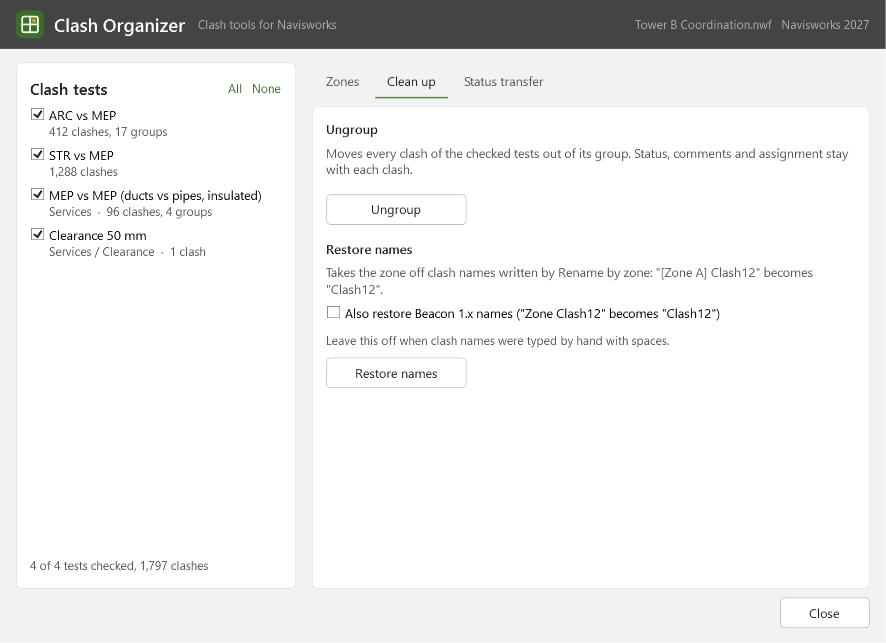 Clash Organizer
Clash tools for Navisworks
Tower B Coordination.nwf Navisworks 2027
Clash tests
All None
ARC vs MEP
412 clashes, 17 groups
STR vs MEP
1,288 clashes
MEP vs MEP (ducts vs pipes, insulated)
Services · 96 clashes, 4 groups
Clearance 50 mm
Services / Clearance · 1 clash
4 of 4 tests checked, 1,797 clashes
Zones Clean up Status transfer
Ungroup
Moves every clash of the checked tests out of its group. Status, comments and assignment stay
with each clash.
Ungroup
Restore names
Takes the zone off clash names written by Rename by zone: "[Zone A] Clash12" becomes
"Clash12".
Also restore Beacon 1.x names ("Zone Clash12" becomes "Clash12")
Leave this off when clash names were typed by hand with spaces.
Restore names
Close